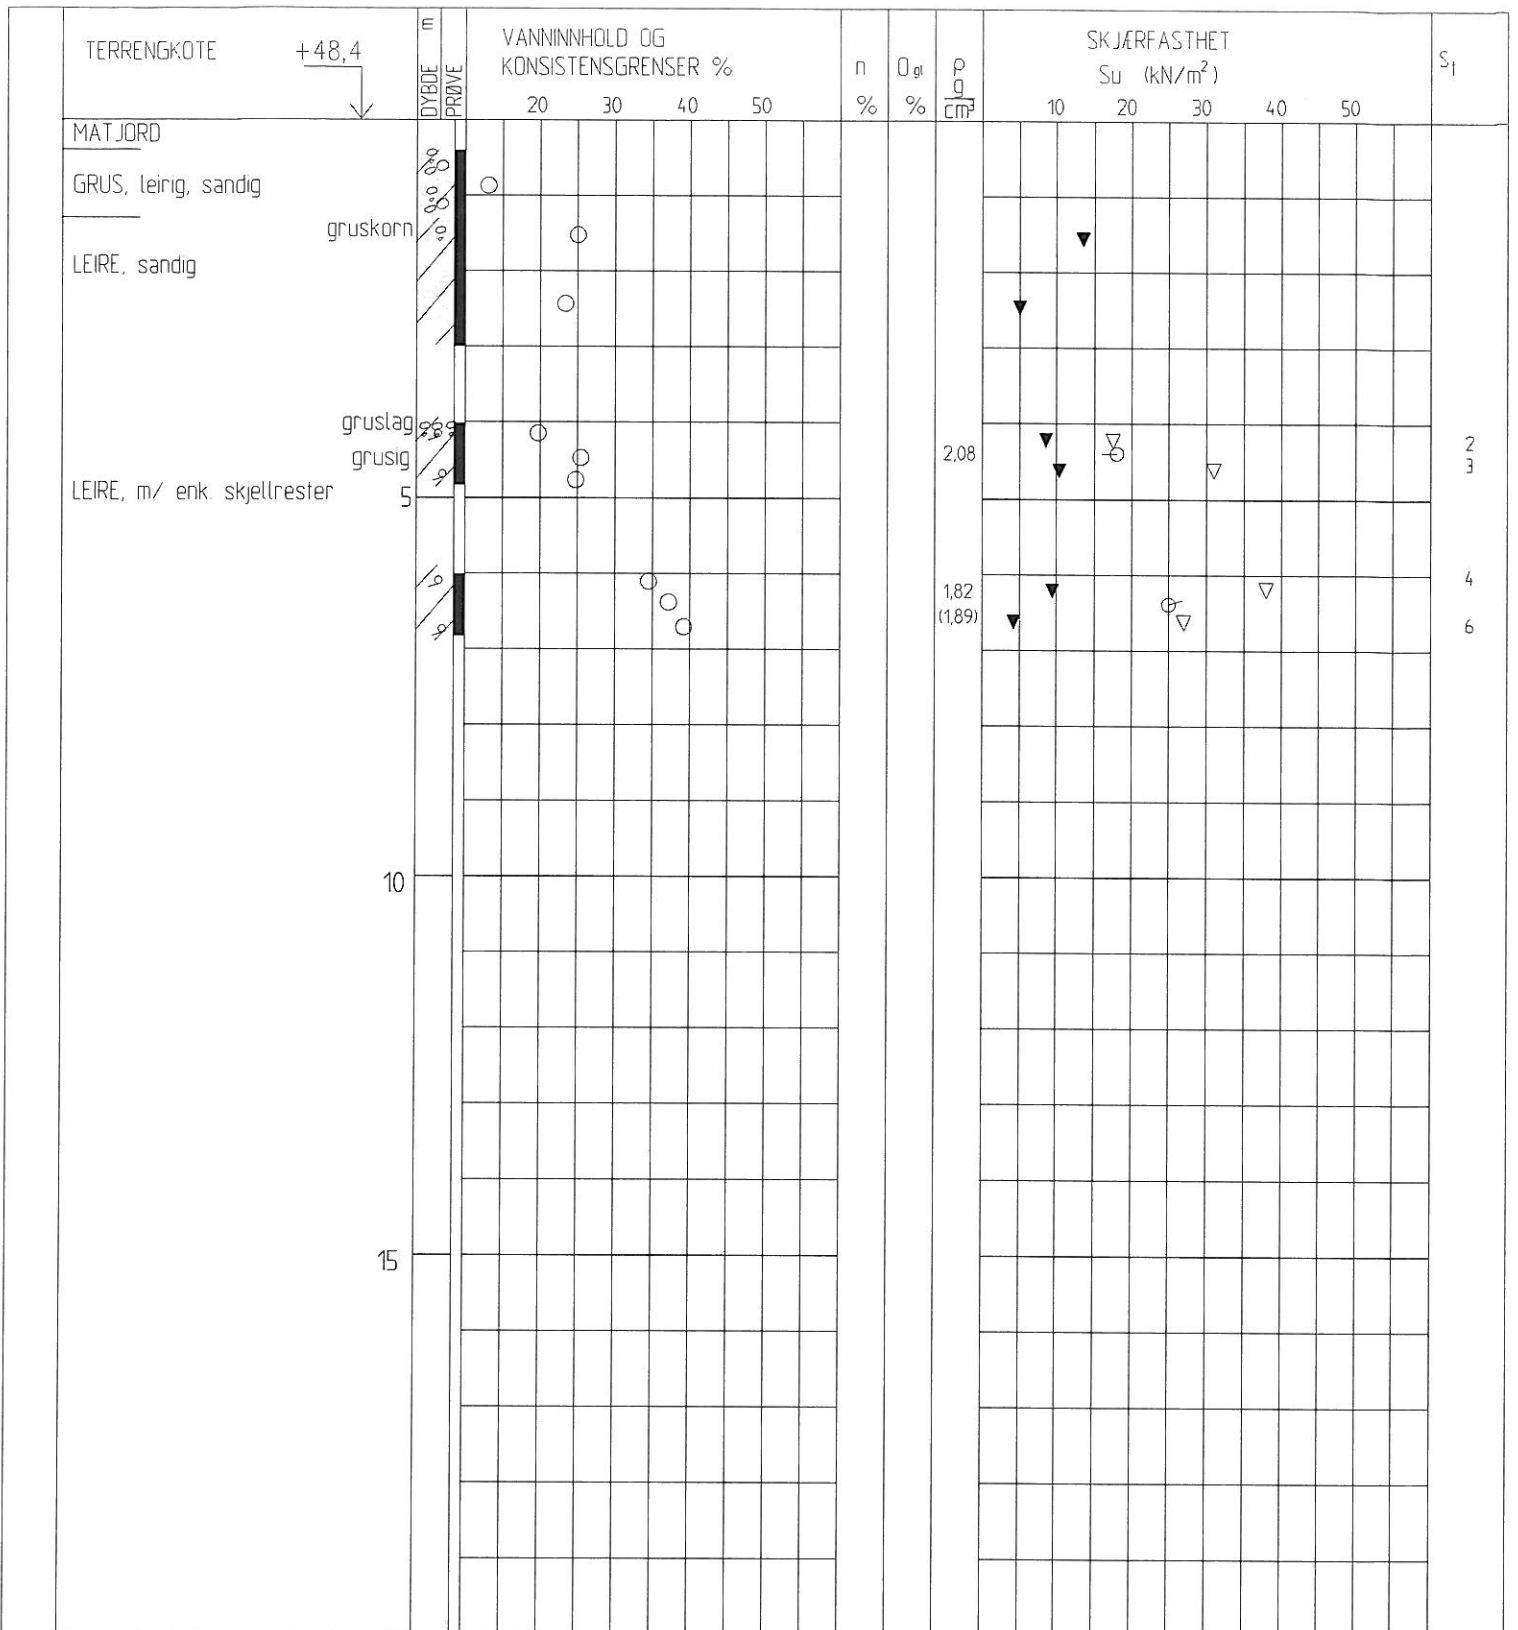 TERRENGKOTE +48,4
DYBDE m
PRØVE
VANNINNHOLD OG
KONSISTENSGRENSER %
20 30 40 50
n
%
O gl
%
ρ
g
cm³
SKJÆRFASTHET
Su (kN/m²)
10 20 30 40 50
St
MATJORD
GRUS, leirig, sandig
gruskorn
LEIRE, sandig
gruslag
grusig
2,08
2
3
LEIRE, m/ enk. skjellrester
5
1,82
(1,89)
4
6
10
15